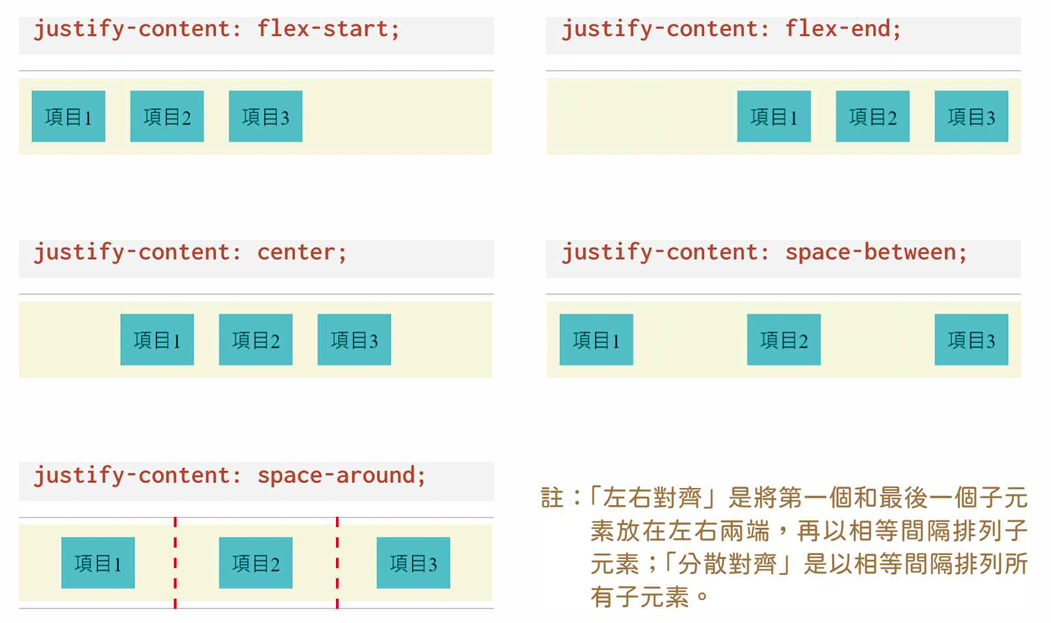 justify-content: flex-start;
項目1 項目2 項目3
justify-content: flex-end;
項目1 項目2 項目3
justify-content: center;
項目1 項目2 項目3
justify-content: space-between;
項目1 項目2 項目3
justify-content: space-around;
項目1 項目2 項目3
註：「左右對齊」是將第一個和最後一個子元
素放在左右兩端，再以相等間隔排列子
元素；「分散對齊」是以相等間隔排列所
有子元素。